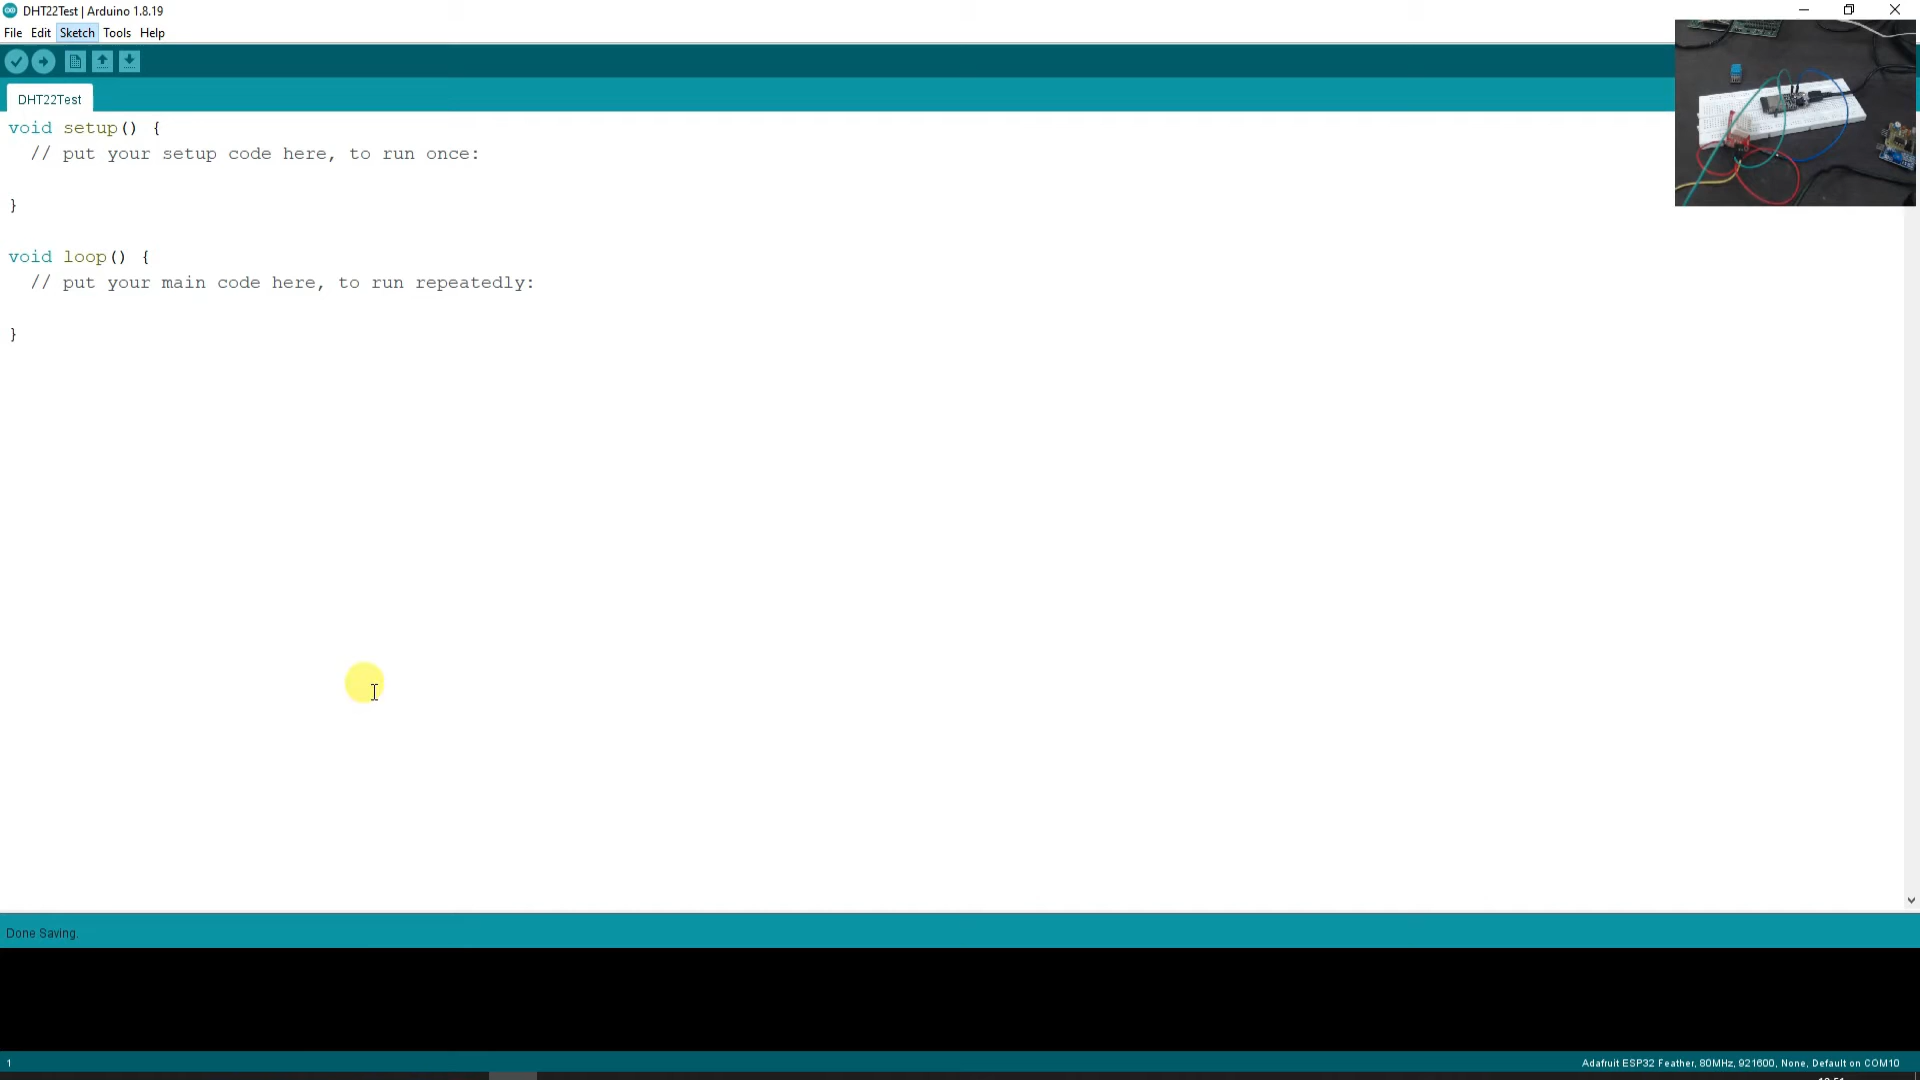 DHT22Test | Arduino 1.8.19
File Edit Sketch Tools Help
DHT22Test
void setup() {
  // put your setup code here, to run once:
}
void loop() {
  // put your main code here, to run repeatedly:
}
Done Saving.
1
Adafruit ESP32 Feather, 80MHz, 921600, None, Default on COM10